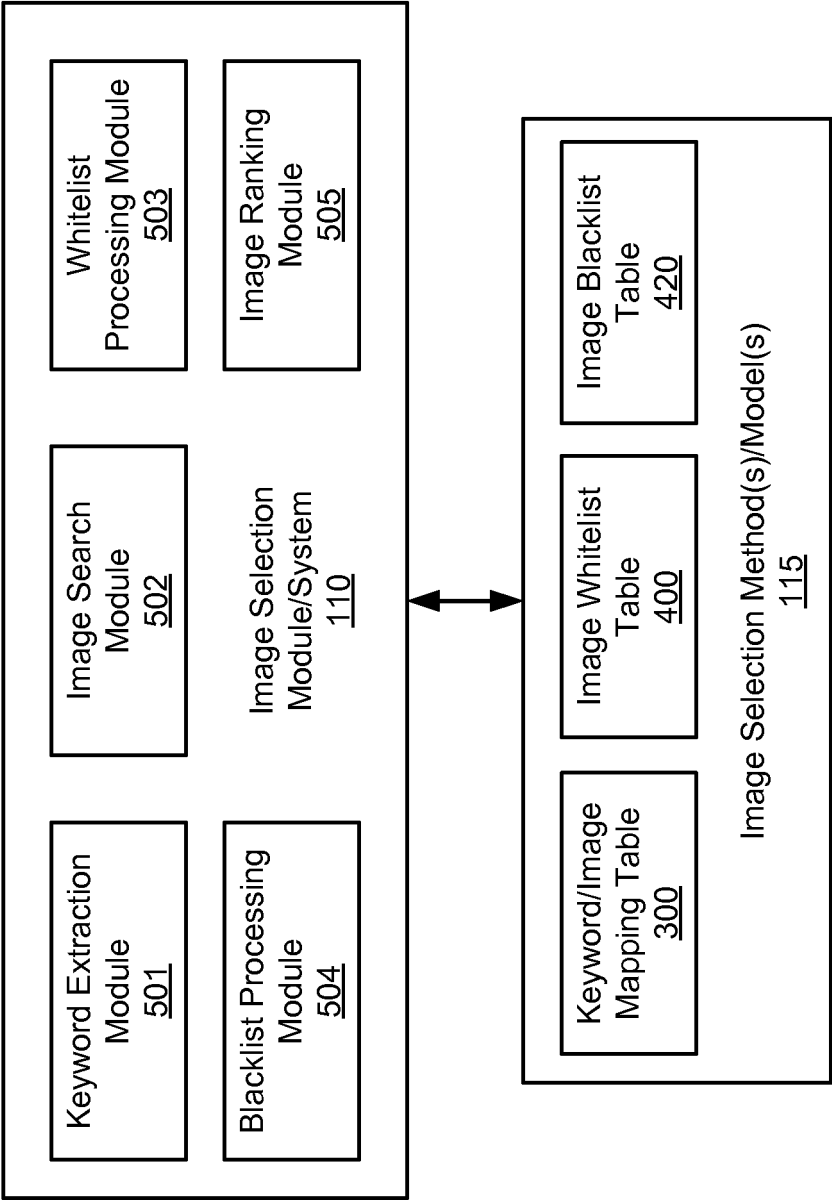 Keyword Extraction
Module
501
Image Search
Module
502
Whitelist
Processing Module
503
Blacklist Processing
Module
504
Image Selection
Module/System
110
Image Ranking
Module
505
Keyword/Image
Mapping Table
300
Image Whitelist
Table
400
Image Blacklist
Table
420
Image Selection Method(s)/Model(s)
115